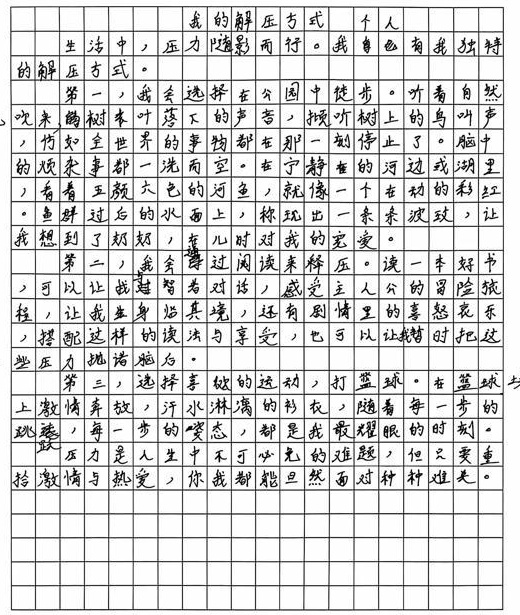 我的解压方式 个人
生活中，压力随影而行。我自也有我独特
的解压方式。
第一，我会选择在公园中徒步。听着自然
吹来，的树木叶落下的声音，倾听树上的鸟叫声
，仿如全世界的事物都在那一刻停止了。脑中
的烦杂事都一洗而空。在宁静在的河边或湖里
，看着五颜六色的河鱼，就像一个在动的彩红
。鱼群过后的水面上，称现出一条条波玟，让
我想到了奶奶，在儿时对我的宠爱。
第二，我会通过阅读来释压。读一本好书
，可以让我与智者对话，感受主人公的冒险旅
程，让我生身临其境，还有剧情里的喜怒哀乐
，搭配这样的读法与享受，也可以让我暂时把这
些压力抛诸脑后。
第三，选择喜欢的运动，打篮球。在篮球场
上激情奔放，汗水淋漓的衫衣，随着每一步的
跳跃，每一步的姿态，都是我最耀眼的时刻。
压力是人生中不可必免的难题，但只要重
拾激情与热爱，你我都能旦然面对种种难关。